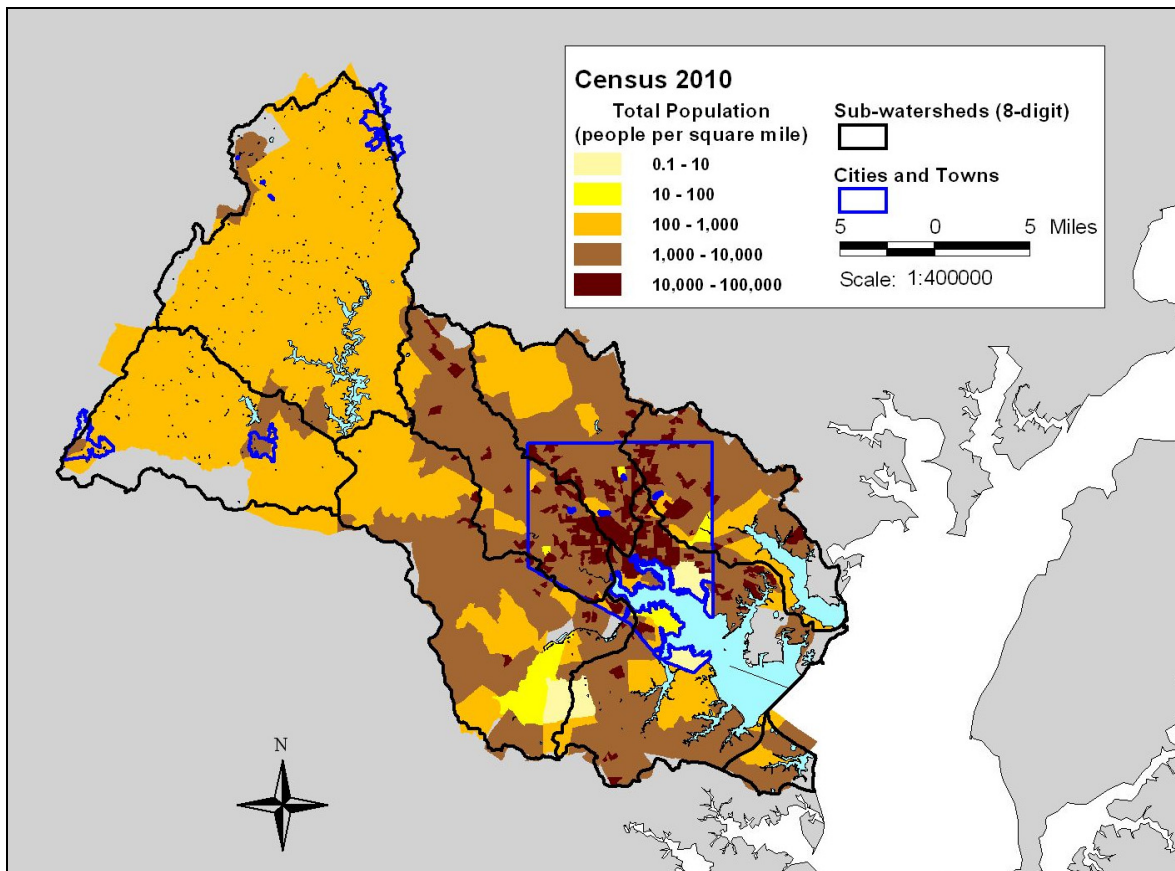 Census 2010
Total Population
(people per square mile)
0.1 - 10
10 - 100
100 - 1,000
1,000 - 10,000
10,000 - 100,000
Sub-watersheds (8-digit)
Cities and Towns
5 0 5 Miles
Scale: 1:400000
N